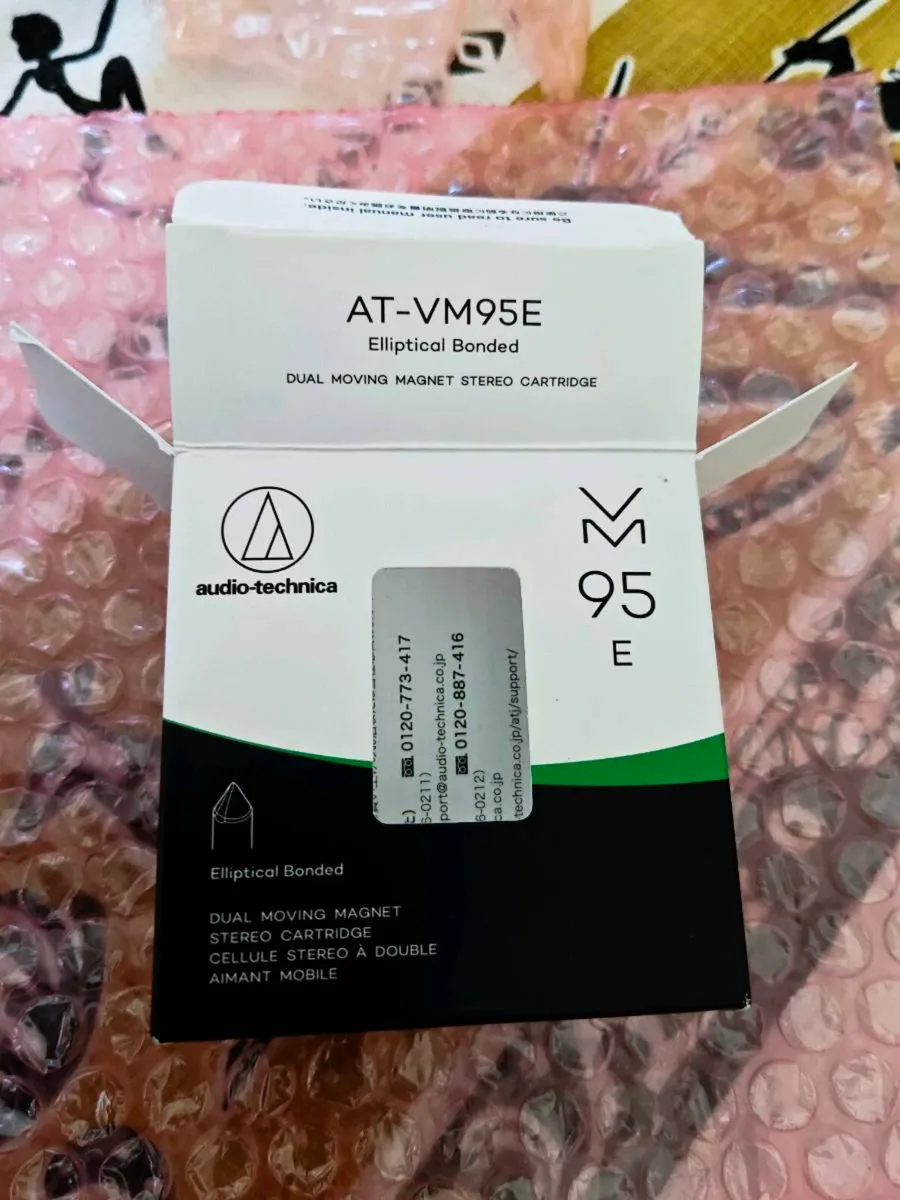 Be sure to read user manual inside.
AT-VM95E
Elliptical Bonded
DUAL MOVING MAGNET STEREO CARTRIDGE
audio-technica
VM
95
E
0120-773-417
6-0211)
port@audio-technica.co.jp
0120-887-416
6-0212)
ca.co.jp
technica.co.jp/atj/support/
Elliptical Bonded
DUAL MOVING MAGNET
STEREO CARTRIDGE
CELLULE STEREO À DOUBLE
AIMANT MOBILE